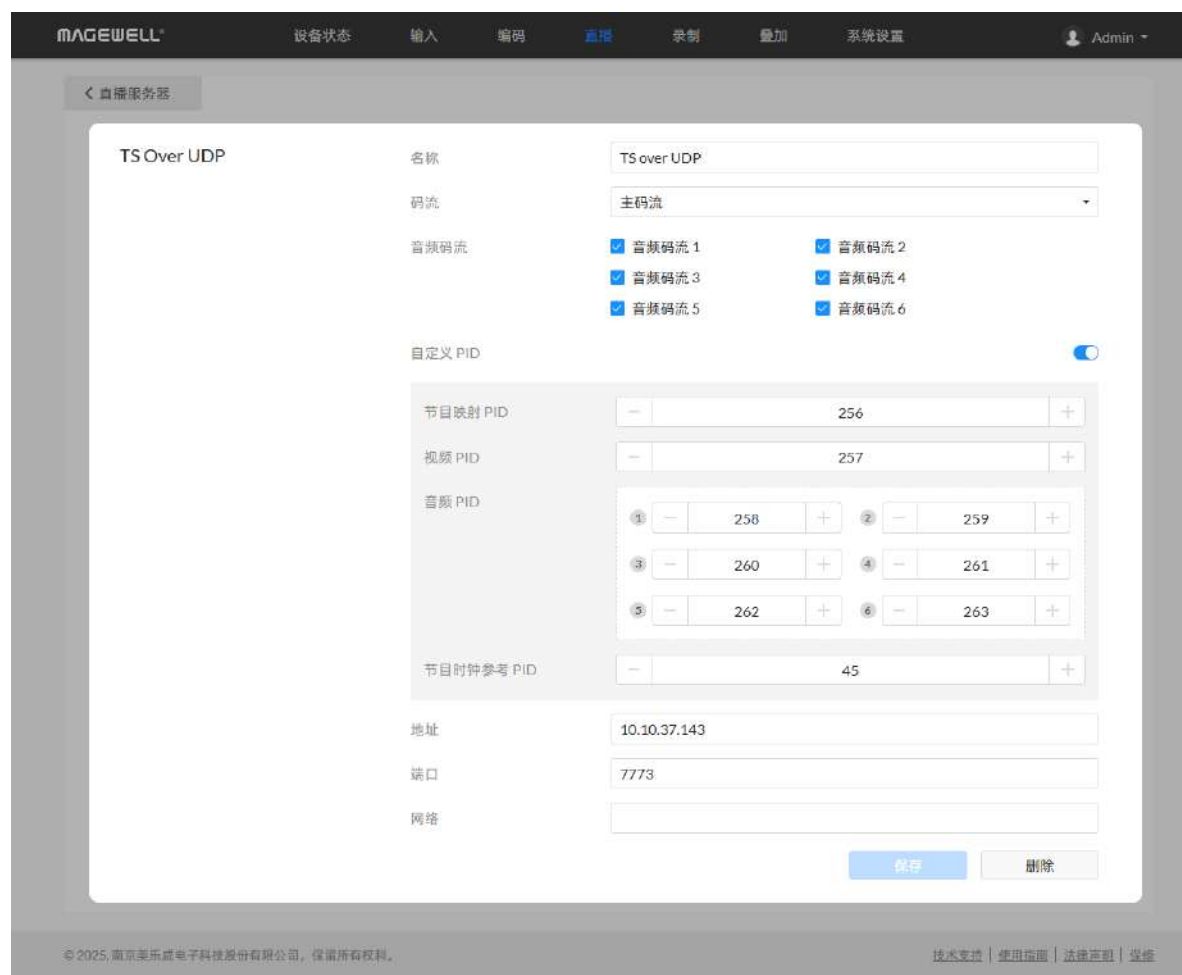 MAGEWELL® 设备状态 输入 编码 直播 录制 叠加 系统设置 Admin
直播服务器
TS Over UDP
名称 TS over UDP
码流 主码流
音频码流 音频码流 1 音频码流 2
音频码流 3 音频码流 4
音频码流 5 音频码流 6
自定义 PID
节目映射 PID 256
视频 PID 257
音频 PID
1 258 2 259
3 260 4 261
5 262 6 263
节目时钟参考 PID 45
地址 10.10.37.143
端口 7773
网络
保存 删除
© 2025, 南京美乐威电子科技股份有限公司，保留所有权利。 技术支持 | 使用指南 | 法律声明 | 保修